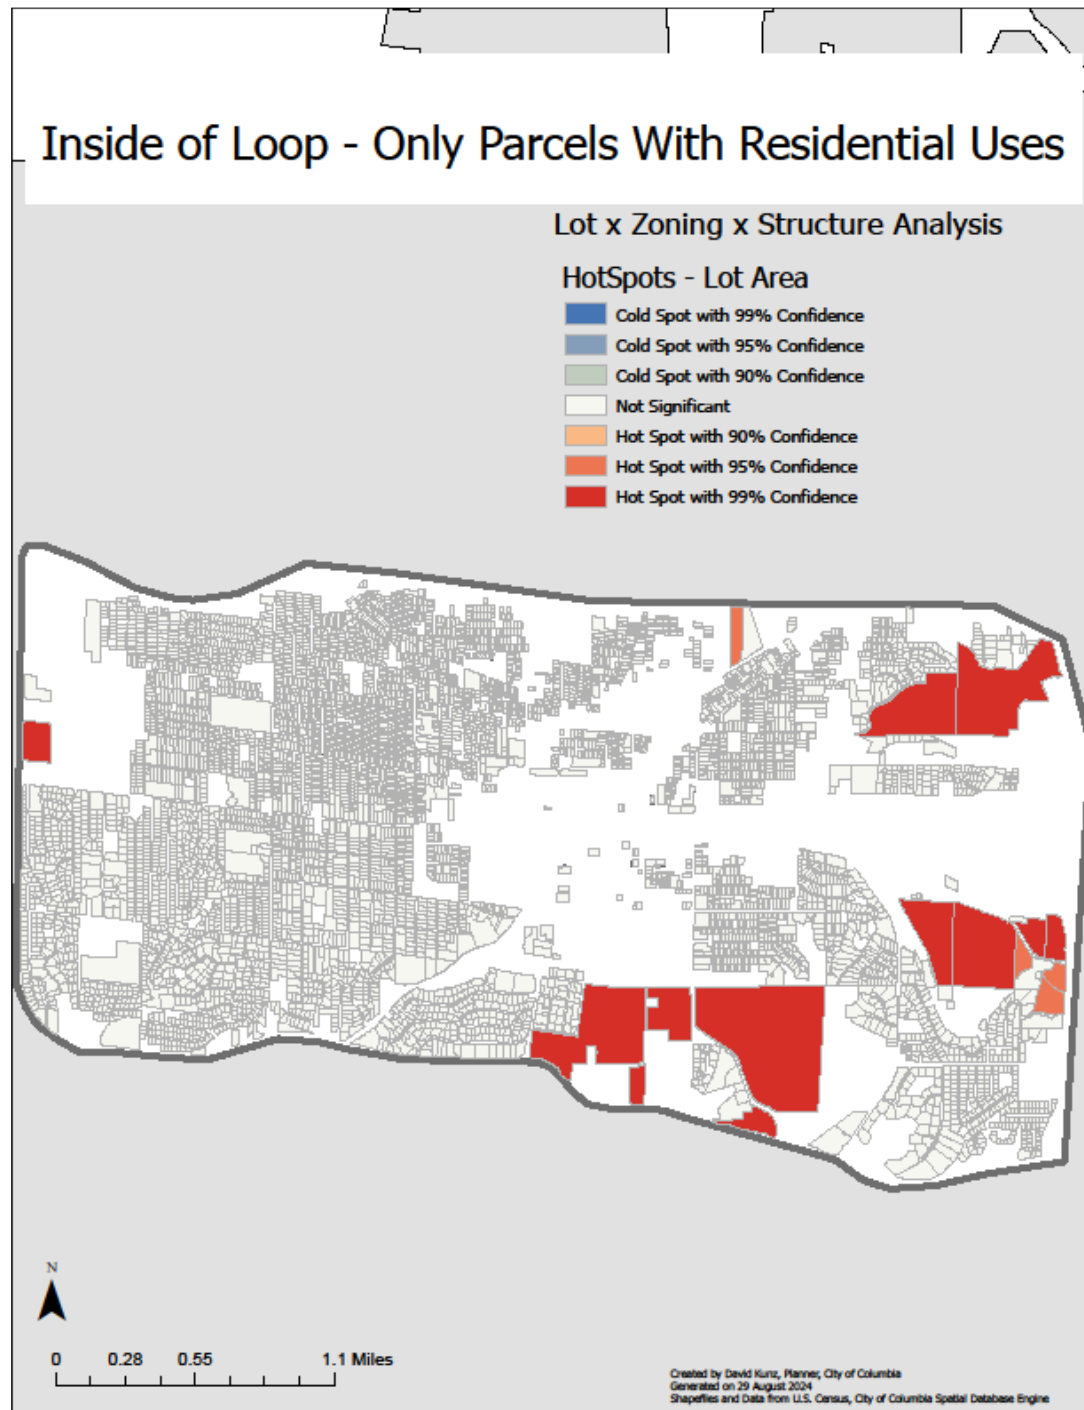 Inside of Loop - Only Parcels With Residential Uses
Lot x Zoning x Structure Analysis
HotSpots - Lot Area
Cold Spot with 99% Confidence
Cold Spot with 95% Confidence
Cold Spot with 90% Confidence
Not Significant
Hot Spot with 90% Confidence
Hot Spot with 95% Confidence
Hot Spot with 99% Confidence
N
0 0.28 0.55 1.1 Miles
Created by David Kunz, Planner, City of Columbia
Generated on 29 August 2024
Shapefiles and Data from U.S. Census, City of Columbia Spatial Database Engine